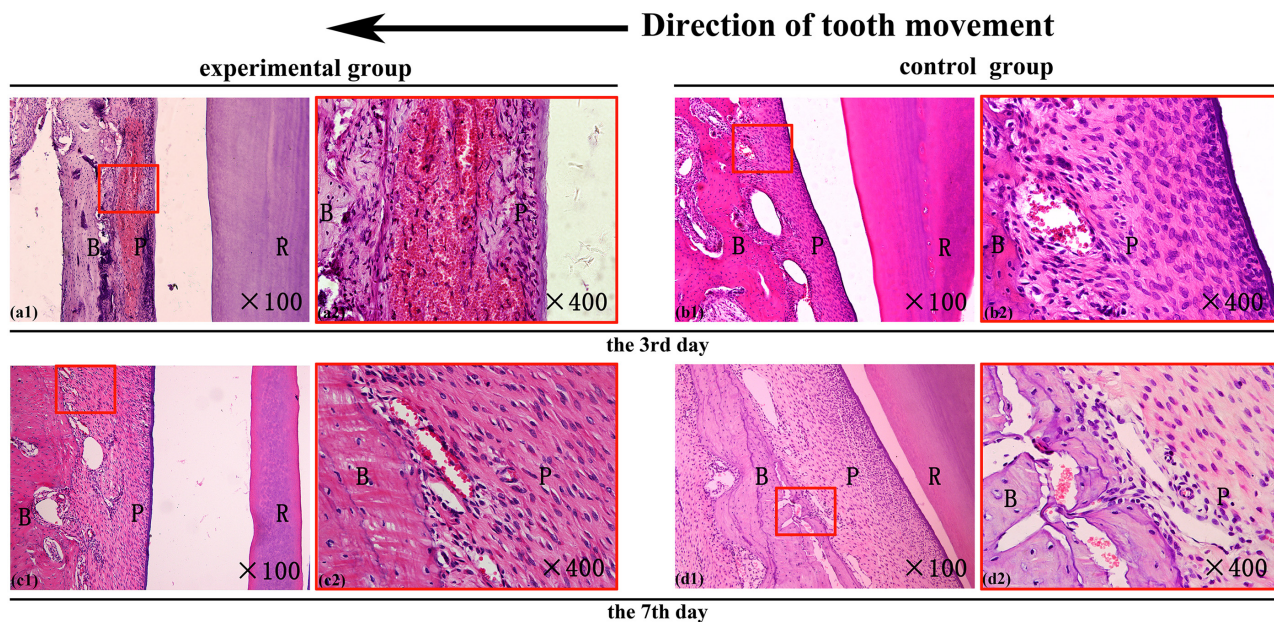 Direction of tooth movement
experimental group
control group
B P R ×100
(a1)
B P ×400
(a2)
B P R ×100
(b1)
B P ×400
(b2)
the 3rd day
B P R ×100
(c1)
B P ×400
(c2)
B P R ×100
(d1)
B P ×400
(d2)
the 7th day